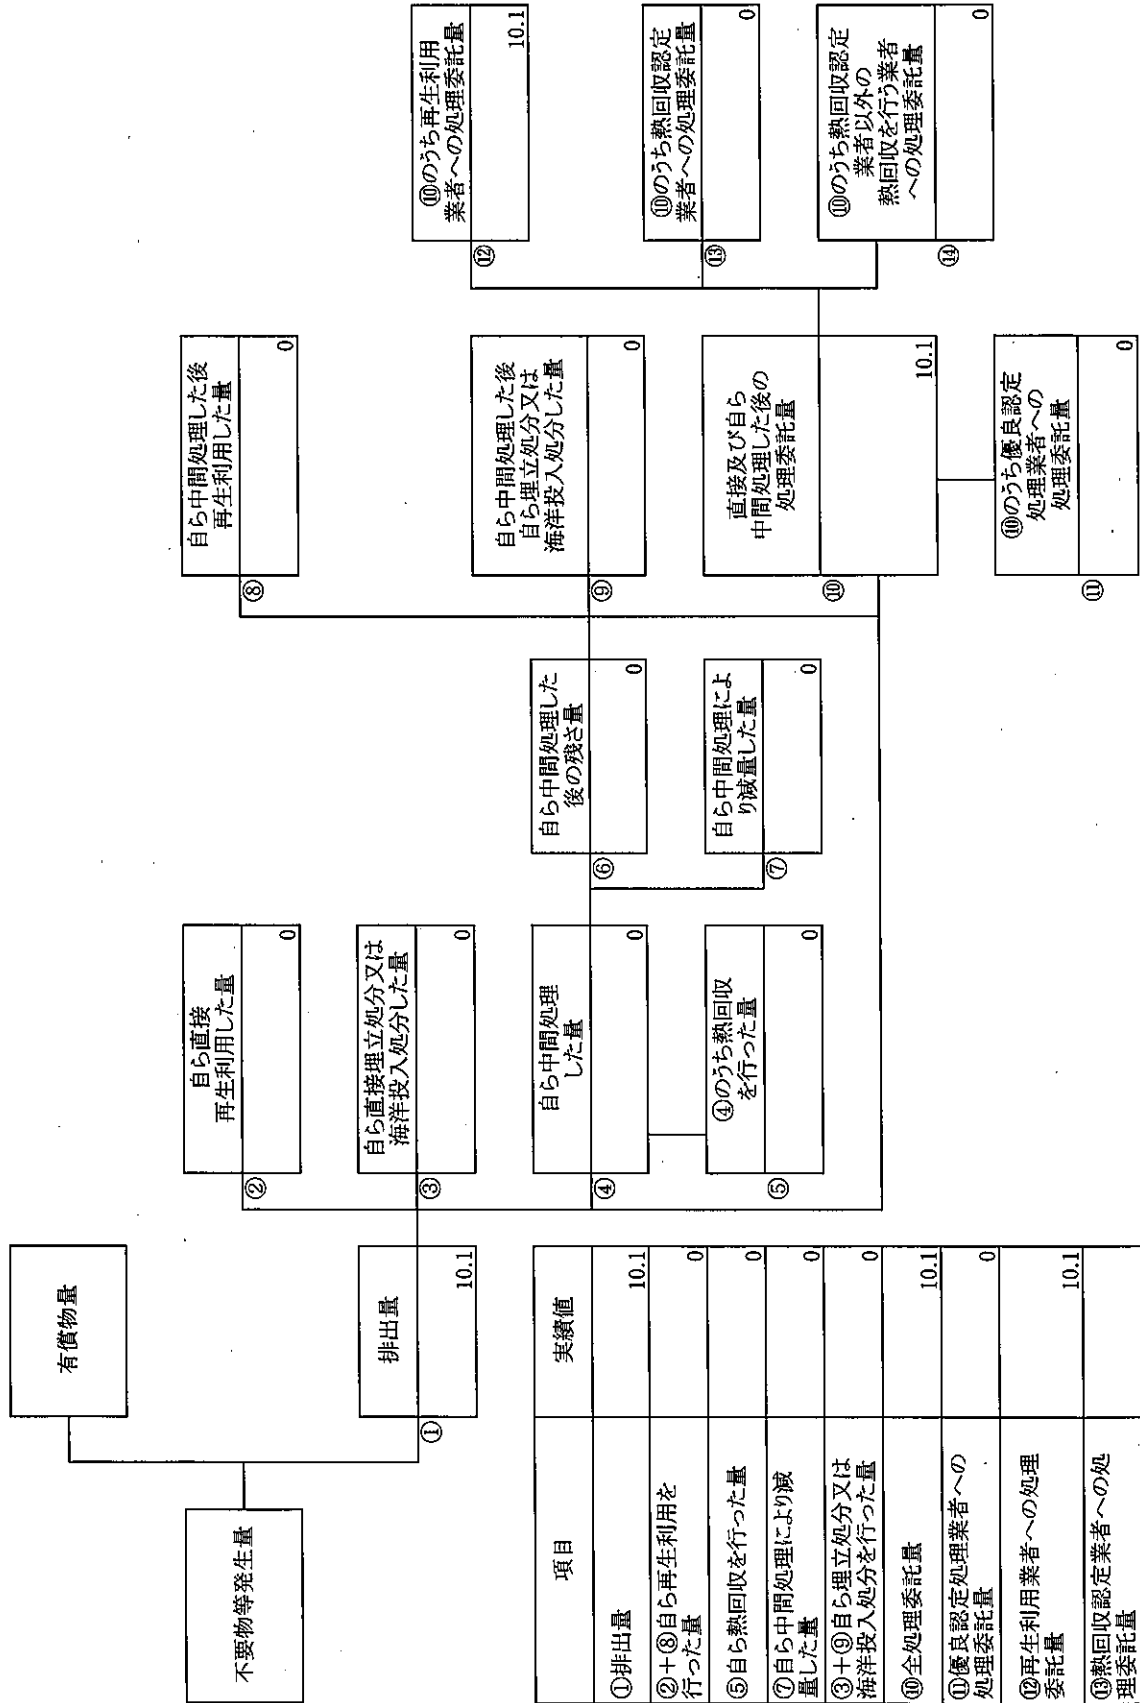 不要物等発生量
有償物量
①
排出量
10.1
②
自ら直接
再生利用した量
0
③
自ら直接埋立処分又は
海洋投入処分した量
0
④
自ら中間処理
した量
0
⑤
④のうち熱回収
を行った量
0
⑥
自ら中間処理した
後の残さ量
0
⑦
自ら中間処理によ
り減量した量
0
⑧
自ら中間処理した後
再生利用した量
0
⑨
自ら中間処理した後
自ら埋立処分又は
海洋投入処分した量
0
⑩
直接及び自ら
中間処理した後の
処理委託量
10.1
⑪
⑩のうち優良認定
処理業者への
処理委託量
0
⑫
⑩のうち再生利用
業者への処理委託量
10.1
⑬
⑩のうち熱回収認定
業者への処理委託量
0
⑭
⑩のうち熱回収認定
業者以外の
熱回収を行う業者
への処理委託量
0
項目 実績値
①排出量 10.1
②+⑧自ら再生利用を
行った量 0
⑤自ら熱回収を行った量 0
⑦自ら中間処理により減
量した量 0
③+⑨自ら埋立処分又は
海洋投入処分を行った量 0
⑩全処理委託量 10.1
⑪優良認定処理業者への
処理委託量 0
⑫再生利用業者への処理
委託量 10.1
⑬熱回収認定業者への処
理委託量